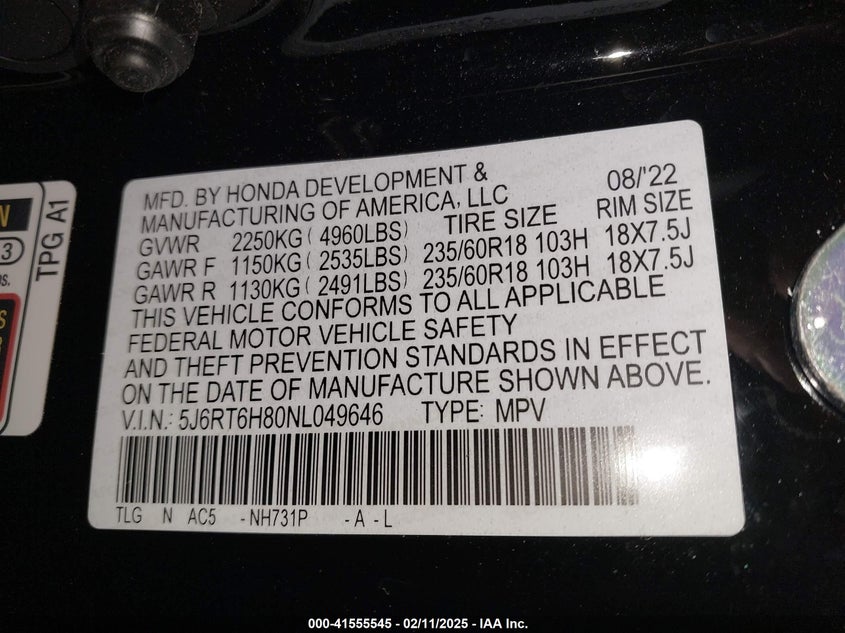 MFD. BY HONDA DEVELOPMENT & 08/'22
MANUFACTURING OF AMERICA, LLC
TIRE SIZE RIM SIZE
GVWR 2250KG ( 4960LBS)
GAWR F 1150KG ( 2535LBS) 235/60R18 103H 18X7.5J
GAWR R 1130KG ( 2491LBS) 235/60R18 103H 18X7.5J
THIS VEHICLE CONFORMS TO ALL APPLICABLE
FEDERAL MOTOR VEHICLE SAFETY
AND THEFT PREVENTION STANDARDS IN EFFECT
ON THE DATE OF MANUFACTURE SHOWN ABOVE.
V.I.N.: 5J6RT6H80NL049646 TYPE: MPV
TLG N AC5 -NH731P -A -L
TPG A1
000-41555545 - 02/11/2025 - IAA Inc.